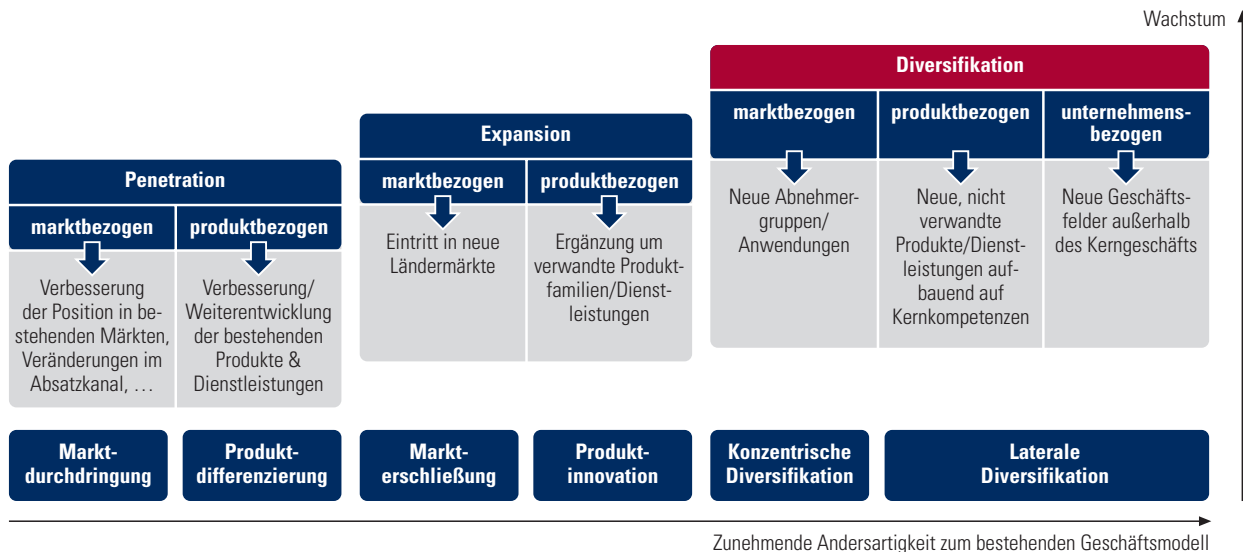 Wachstum
Diversifikation
marktbezogen
produktbezogen
unternehmens-
bezogen
Neue Abnehmer-
gruppen/
Anwendungen
Neue, nicht
verwandte
Produkte/Dienst-
leistungen auf-
bauend auf
Kernkompetenzen
Neue Geschäfts-
felder außerhalb
des Kerngeschäfts
Expansion
marktbezogen
produktbezogen
Eintritt in neue
Ländermärkte
Ergänzung um
verwandte Produkt-
familien/Dienst-
leistungen
Penetration
marktbezogen
produktbezogen
Verbesserung
der Position in be-
stehenden Märkten,
Veränderungen im
Absatzkanal, …
Verbesserung/
Weiterentwicklung
der bestehenden
Produkte &
Dienstleistungen
Markt-
durchdringung
Produkt-
differenzierung
Markt-
erschließung
Produkt-
innovation
Konzentrische
Diversifikation
Laterale
Diversifikation
Zunehmende Andersartigkeit zum bestehenden Geschäftsmodell